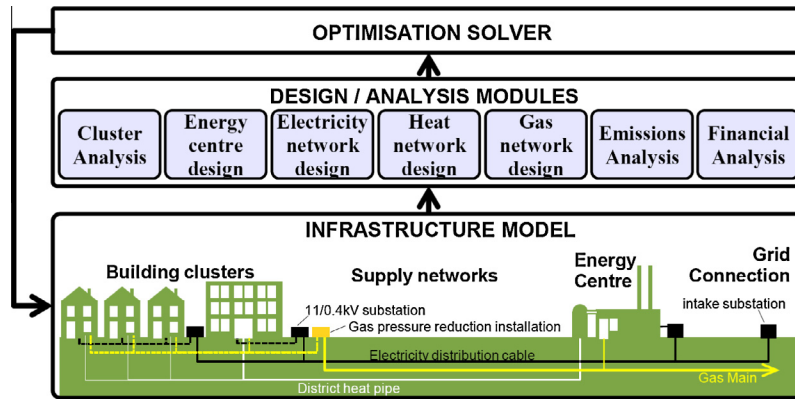 OPTIMISATION SOLVER
DESIGN / ANALYSIS MODULES
Cluster
Analysis
Energy
centre
design
Electricity
network
design
Heat
network
design
Gas
network
design
Emissions
Analysis
Financial
Analysis
INFRASTRUCTURE MODEL
Building clusters
Supply networks
Energy
Centre
Grid
Connection
11/0.4kV substation
Gas pressure reduction installation
intake substation
Electricity distribution cable
Gas Main
District heat pipe